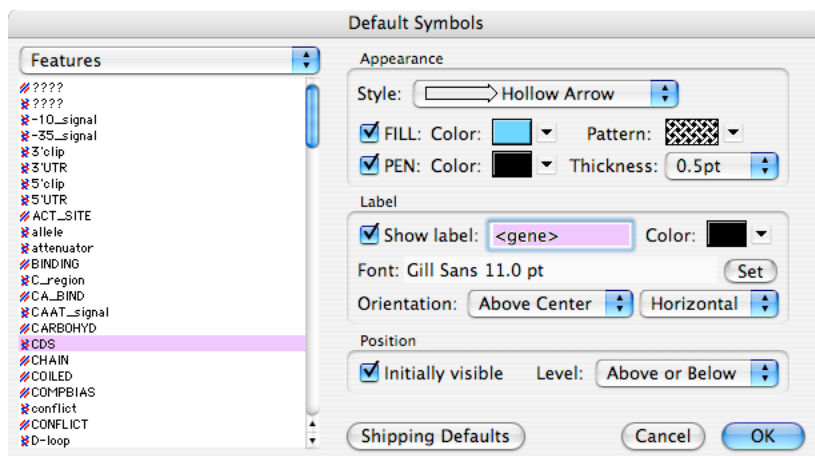 Default Symbols
Features
????
????
-10_signal
-35_signal
3'clip
3'UTR
5'clip
5'UTR
ACT_SITE
allele
attenuator
BINDING
C_region
CA_BIND
CAAT_signal
CARBOHYD
CDS
CHAIN
COILED
COMPBIAS
conflict
CONFLICT
D-loop
Appearance
Style: Hollow Arrow
FILL: Color: Pattern:
PEN: Color: Thickness: 0.5pt
Label
Show label: <gene> Color:
Font: Gill Sans 11.0 pt Set
Orientation: Above Center Horizontal
Position
Initially visible Level: Above or Below
Shipping Defaults Cancel OK